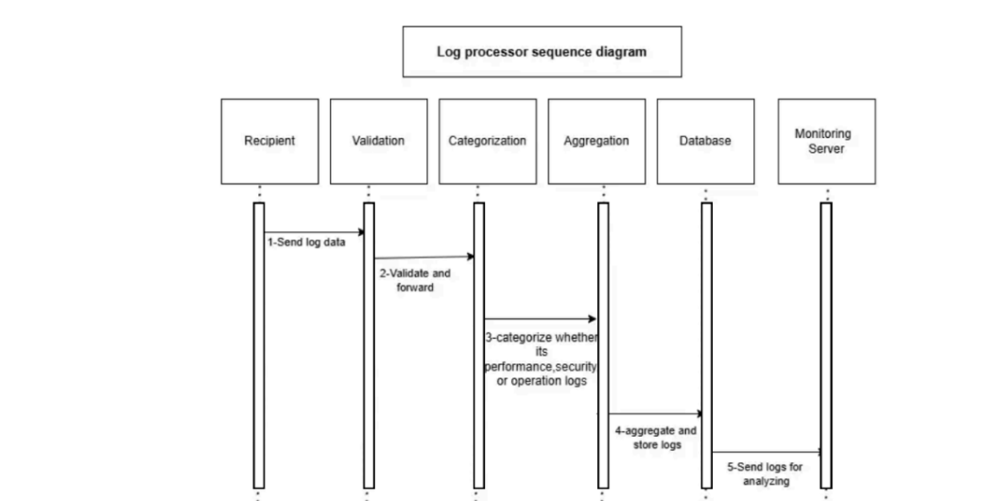 Log processor sequence diagram
Recipient
Validation
Categorization
Aggregation
Database
Monitoring
Server
1-Send log data
2-Validate and
forward
3-categorize whether
its
performance,security
or operation logs
4-aggregate and
store logs
5-Send logs for
analyzing